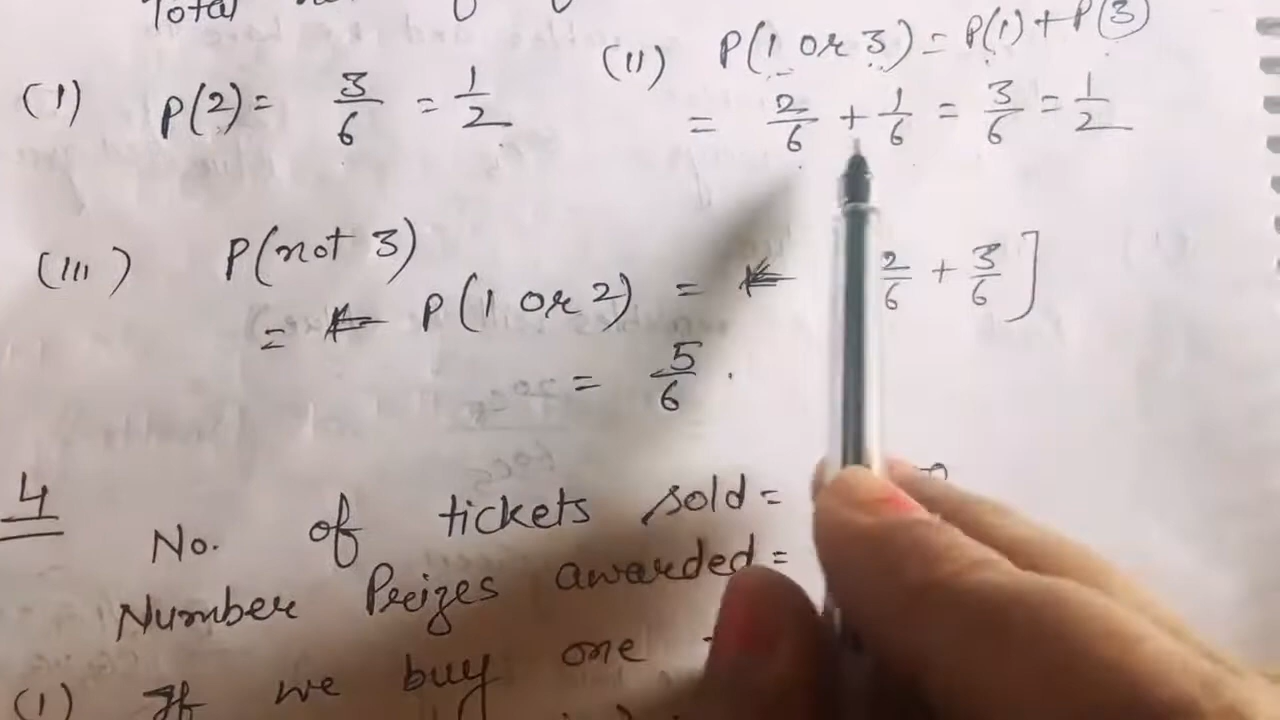 Total
(I) P(2) = 3/6 = 1/2
(II) P(1 or 3) = P(1) + P(3)
= 2/6 + 1/6 = 3/6 = 1/2
(III) P(not 3)
= P(1 or 2) = 2/6 + 3/6 ]
= 5/6 .
4 No. of tickets sold =
Number Preizes awarded =
(I) If we buy one